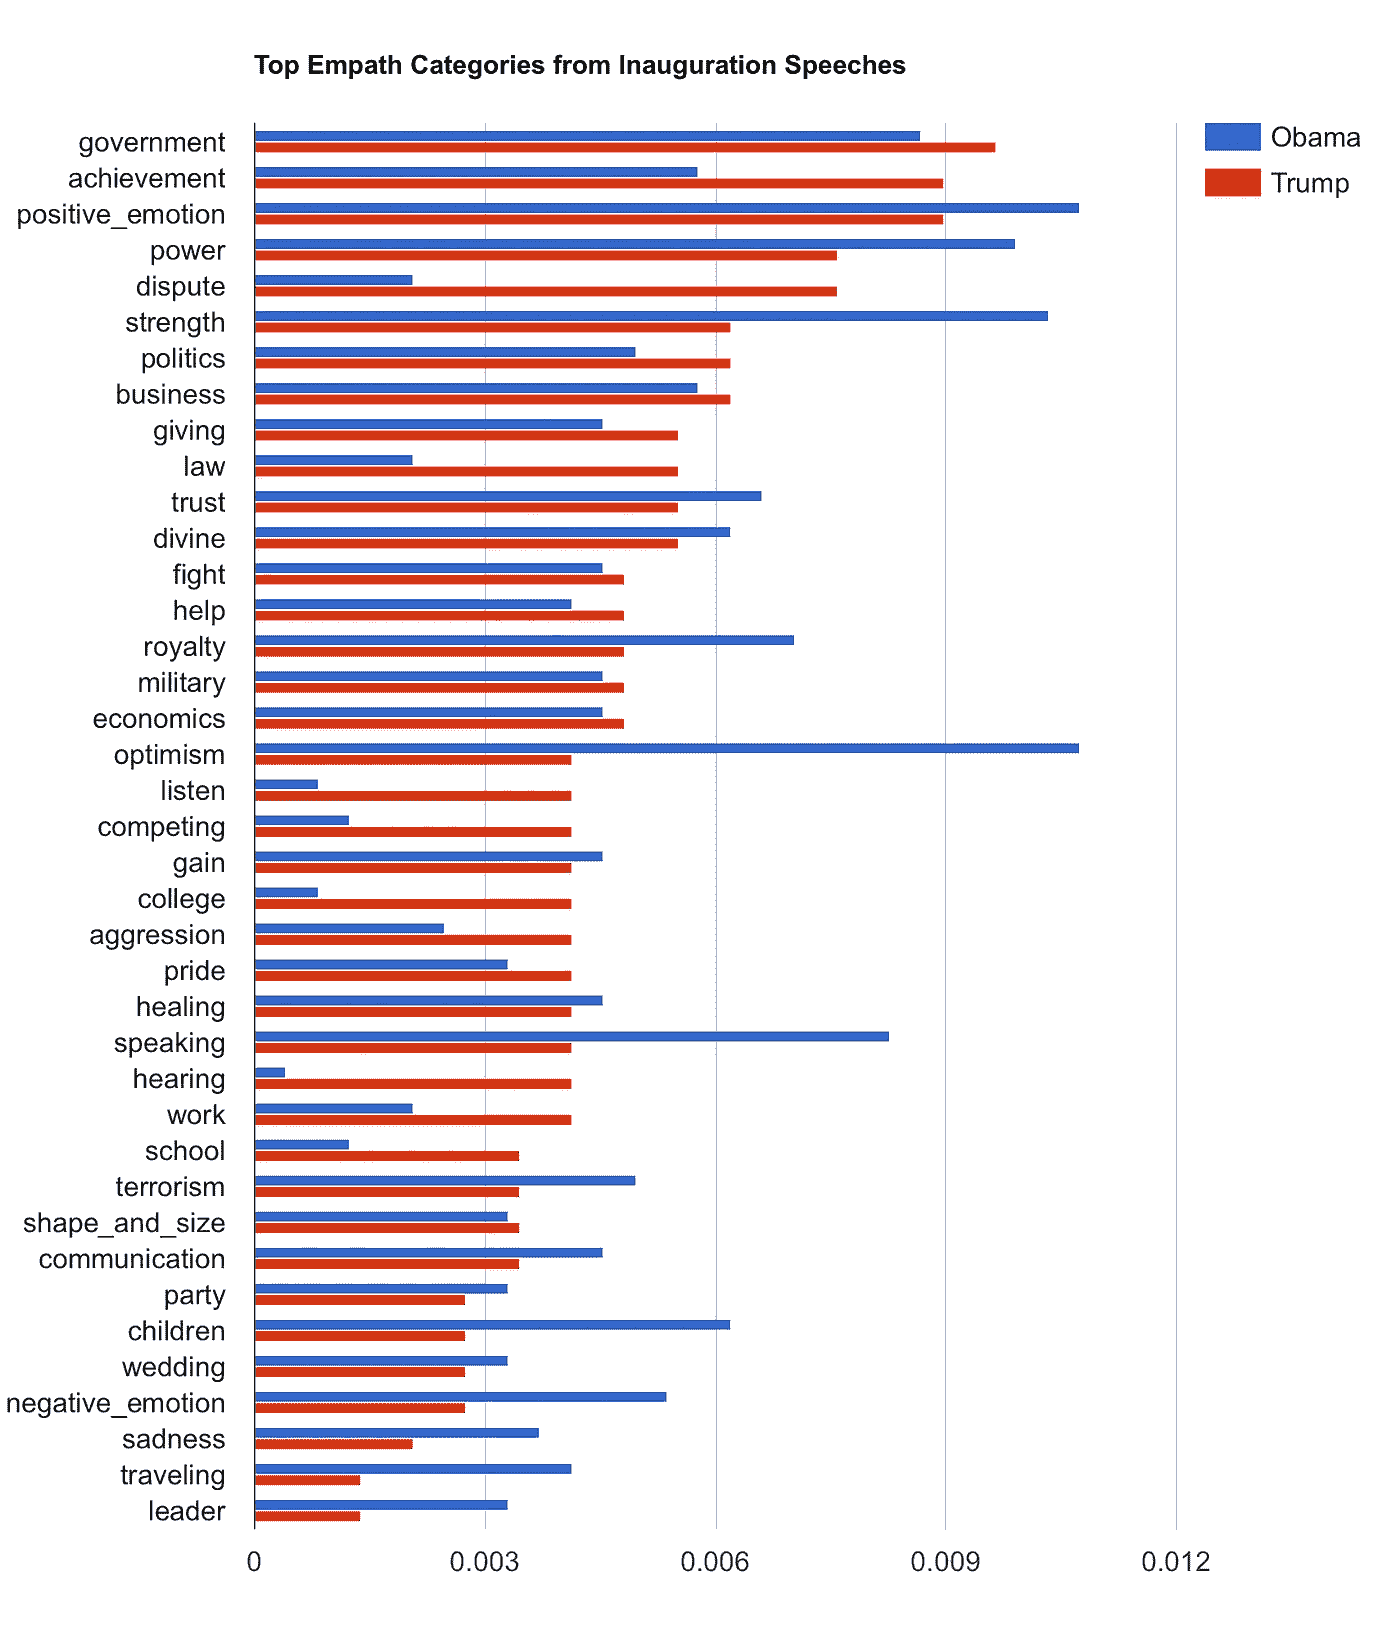 Top Empath Categories from Inauguration Speeches
Obama
Trump
government
achievement
positive_emotion
power
dispute
strength
politics
business
giving
law
trust
divine
fight
help
royalty
military
economics
optimism
listen
competing
gain
college
aggression
pride
healing
speaking
hearing
work
school
terrorism
shape_and_size
communication
party
children
wedding
negative_emotion
sadness
traveling
leader
0 0.003 0.006 0.009 0.012